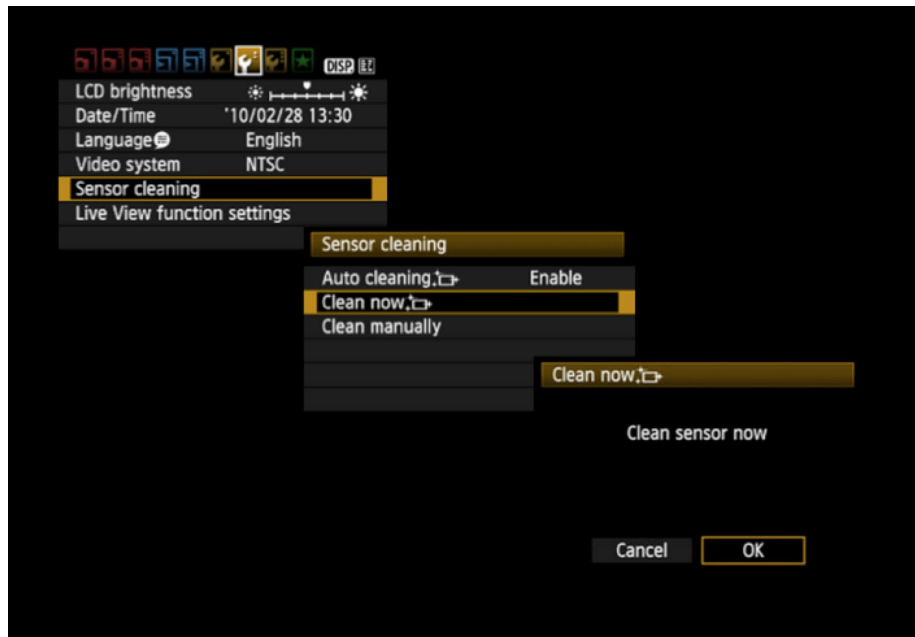 DISP.
LCD brightness
Date/Time '10/02/28 13:30
Language English
Video system NTSC
Sensor cleaning
Live View function settings
Sensor cleaning
Auto cleaning Enable
Clean now
Clean manually
Clean now
Clean sensor now
Cancel OK